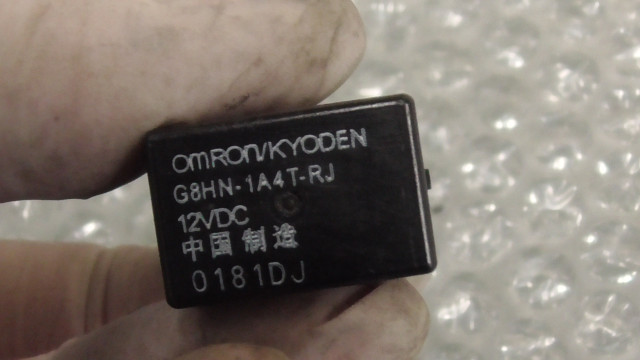 OMRON/KYODEN
G8HN-1A4T-RJ
12VDC
中国制造
0181DJ